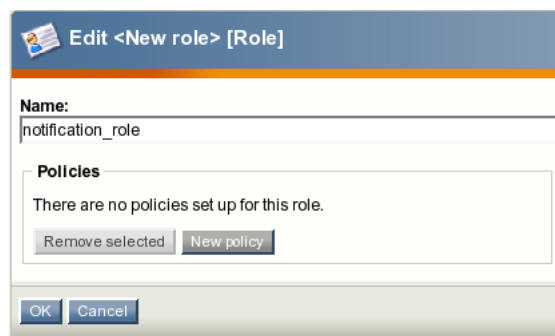 Edit <New role> [Role]
Name:
notification_role
Policies
There are no policies set up for this role.
Remove selected New policy
OK Cancel